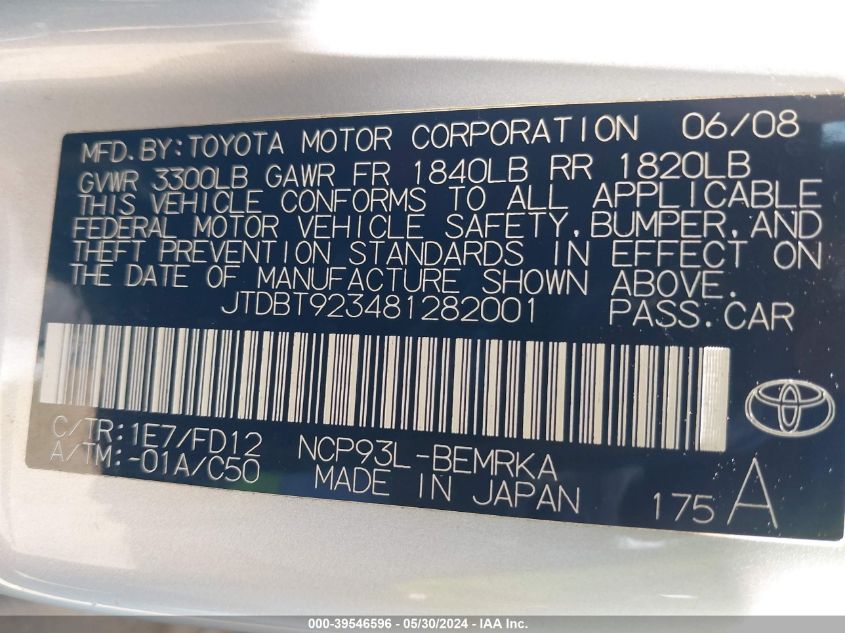 MFD.BY:TOYOTA MOTOR CORPORATION 06/08
GVWR 3300LB GAWR FR 1840LB RR 1820LB
THIS VEHICLE CONFORMS TO ALL APPLICABLE
FEDERAL MOTOR VEHICLE SAFETY,BUMPER,AND
THEFT PREVENTION STANDARDS IN EFFECT ON
THE DATE OF MANUFACTURE SHOWN ABOVE.
JTDBT923481282001 PASS.CAR
C/TR:1E7/FD12 NCP93L-BEMRKA
A/TM:-01A/C50 MADE IN JAPAN 175 A
000-39546596 - 05/30/2024 - IAA Inc.